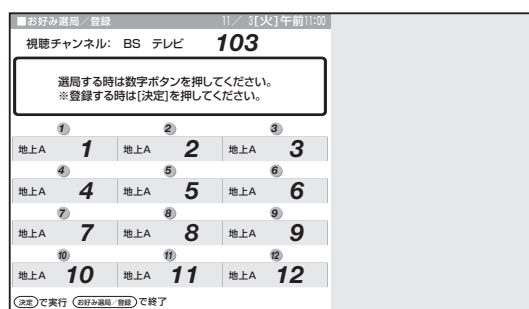 ■お好み選局／登録 11／ 3[火]午前11:00
視聴チャンネル: BS テレビ 103
選局する時は数字ボタンを押してください。
※登録する時は[決定]を押してください。
1 2 3
地上A 1 地上A 2 地上A 3
4 5 6
地上A 4 地上A 5 地上A 6
7 8 9
地上A 7 地上A 8 地上A 9
10 11 12
地上A 10 地上A 11 地上A 12
決定で実行 お好み選局／登録で終了